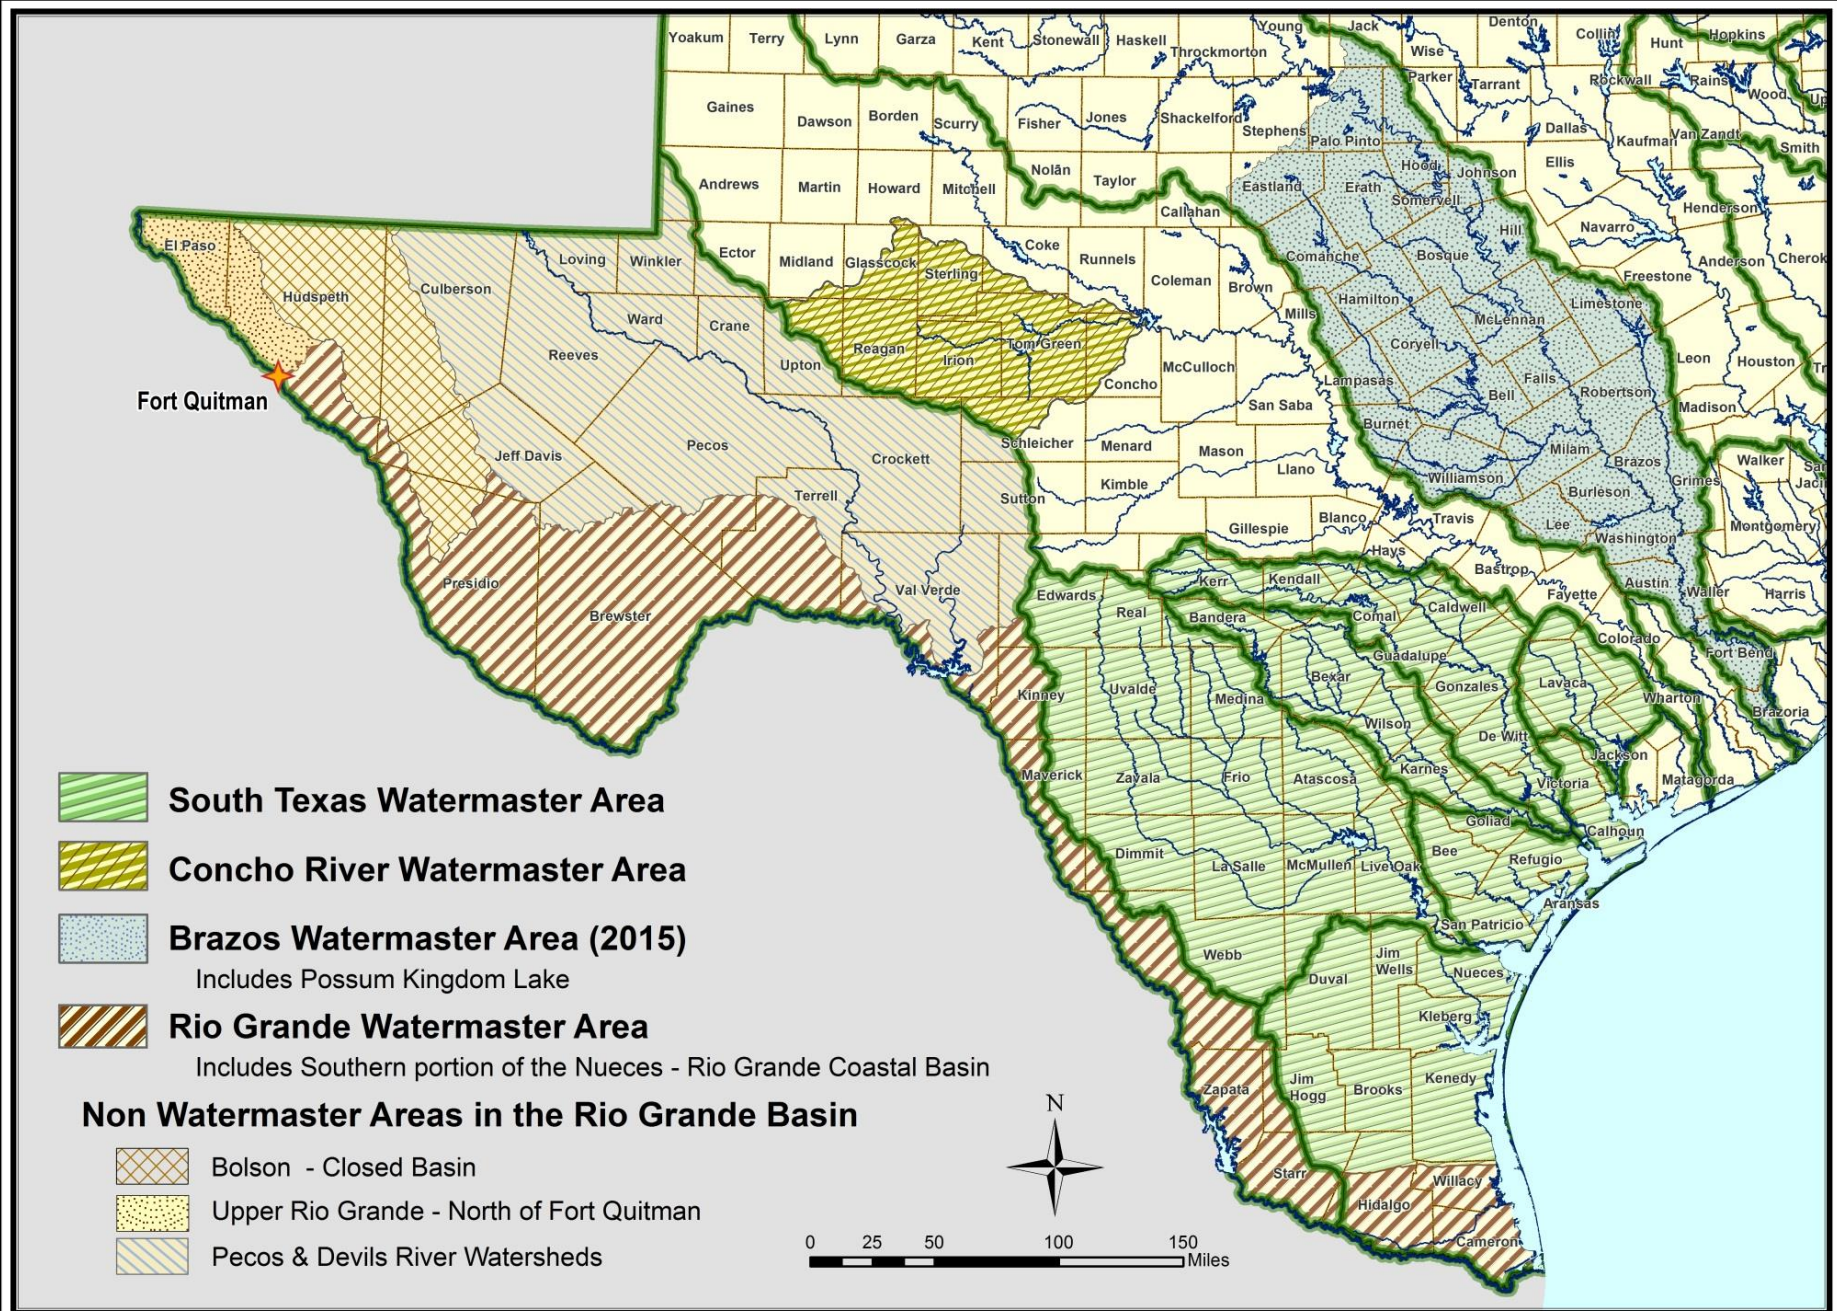 Yoakum
Terry
Lynn
Garza
Kent
Stonewall
Haskell
Throckmorton
Young
Jack
Wise
Denton
Collin
Hunt
Hopkins
Parker
Tarrant
Rockwall
Rains
Wood
Up
Gaines
Dawson
Borden
Scurry
Fisher
Jones
Shackelford
Stephens
Palo Pinto
Dallas
Kaufman
Van Zandt
Smith
Andrews
Martin
Howard
Mitchell
Nolan
Taylor
Callahan
Eastland
Erath
Hood
Somervell
Johnson
Ellis
Henderson
Navarro
Hill
El Paso
Hudspeth
Culberson
Loving
Winkler
Ector
Midland
Glasscock
Sterling
Coke
Runnels
Coleman
Brown
Comanche
Bosque
Freestone
Anderson
Cherok
Ward
Crane
Reeves
Upton
Reagan
Irion
Tom Green
Concho
McCulloch
Mills
Hamilton
McLennan
Limestone
Coryell
Leon
Houston
Tr
Fort Quitman
Lampasas
Bell
Falls
Robertson
Madison
San Saba
Burnet
Jeff Davis
Pecos
Crockett
Schleicher
Menard
Mason
Llano
Milam
Brazos
Walker
San
Jaci
Terrell
Sutton
Kimble
Williamson
Burleson
Grimes
Gillespie
Blanco
Travis
Lee
Washington
Montgomery
Hays
Bastrop
Presidio
Brewster
Val Verde
Edwards
Real
Kerr
Kendall
Bandera
Comal
Caldwell
Fayette
Austin
Waller
Harris
Colorado
Fort Bend
Guadalupe
Kinney
Uvalde
Medina
Bexar
Gonzales
Lavaca
Wharton
Brazoria
Wilson
De Witt
Jackson
Matagorda
Maverick
Zavala
Frio
Atascosa
Karnes
Victoria
Goliad
Calhoun
Dimmit
La Salle
McMullen
Live Oak
Bee
Refugio
Aransas
San Patricio
Webb
Duval
Jim
Wells
Nueces
Kleberg
Zapata
Jim
Hogg
Brooks
Kenedy
Starr
Hidalgo
Willacy
Cameron
South Texas Watermaster Area
Concho River Watermaster Area
Brazos Watermaster Area (2015)
Includes Possum Kingdom Lake
Rio Grande Watermaster Area
Includes Southern portion of the Nueces - Rio Grande Coastal Basin
Non Watermaster Areas in the Rio Grande Basin
Bolson - Closed Basin
Upper Rio Grande - North of Fort Quitman
Pecos & Devils River Watersheds
N
0 25 50 100 150
Miles